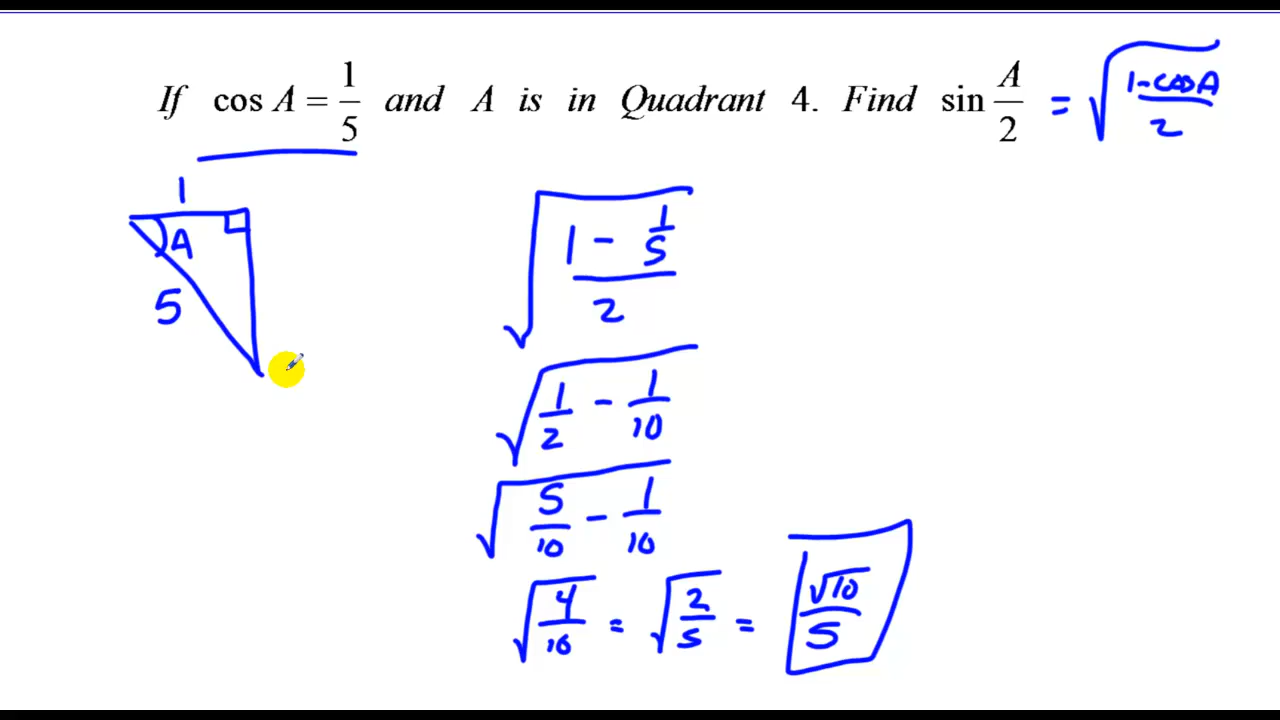 If cos A = 1/5 and A is in Quadrant 4. Find sin A/2 = √((1-cos A)/2)
1
A
5
√((1 - 1/5)/2)
√(1/2 - 1/10)
√(5/10 - 1/10)
√(4/10) = √(2/5) = √10/5